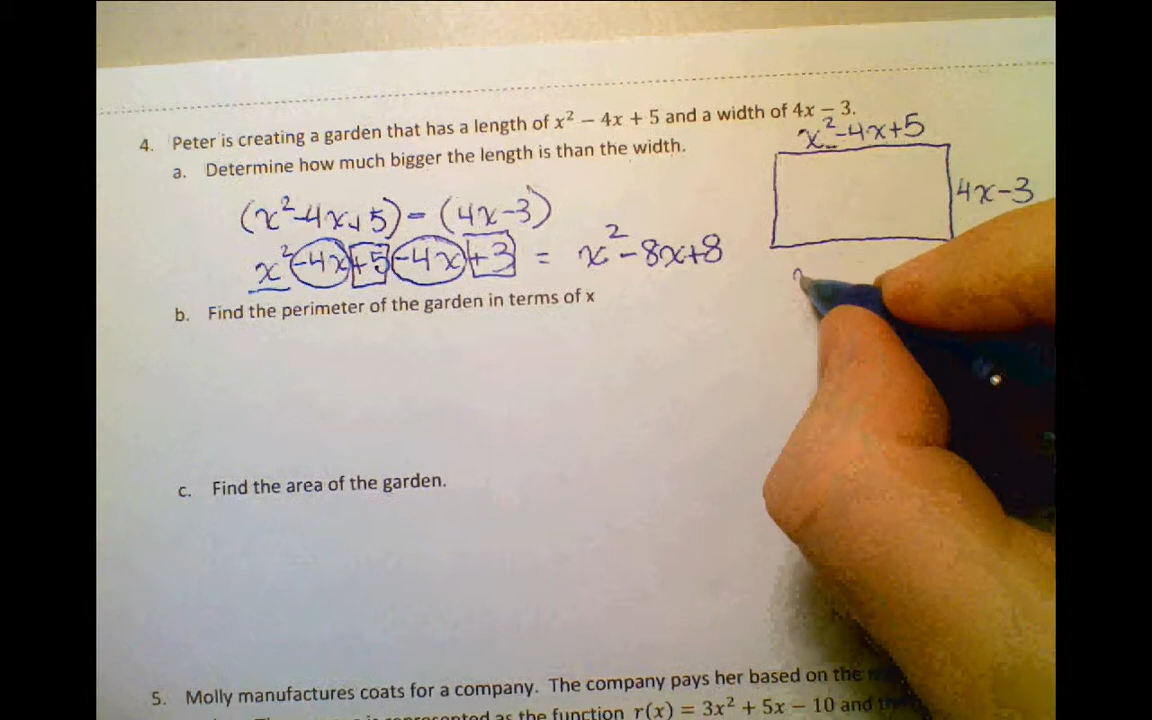 4. Peter is creating a garden that has a length of x² − 4x + 5 and a width of 4x − 3.
x²-4x+5
a. Determine how much bigger the length is than the width.
4x-3
(x²-4x+5) - (4x-3)
x²-4x+5-4x+3 = x²-8x+8
b. Find the perimeter of the garden in terms of x
c. Find the area of the garden.
5. Molly manufactures coats for a company. The company pays her based on the
as the function r(x) = 3x² + 5x − 10 and